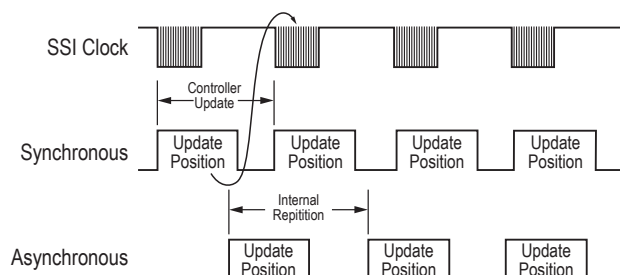 SSI Clock
Controller
Update
Synchronous
Update
Position
Update
Position
Update
Position
Update
Position
Internal
Repitition
Asynchronous
Update
Position
Update
Position
Update
Position